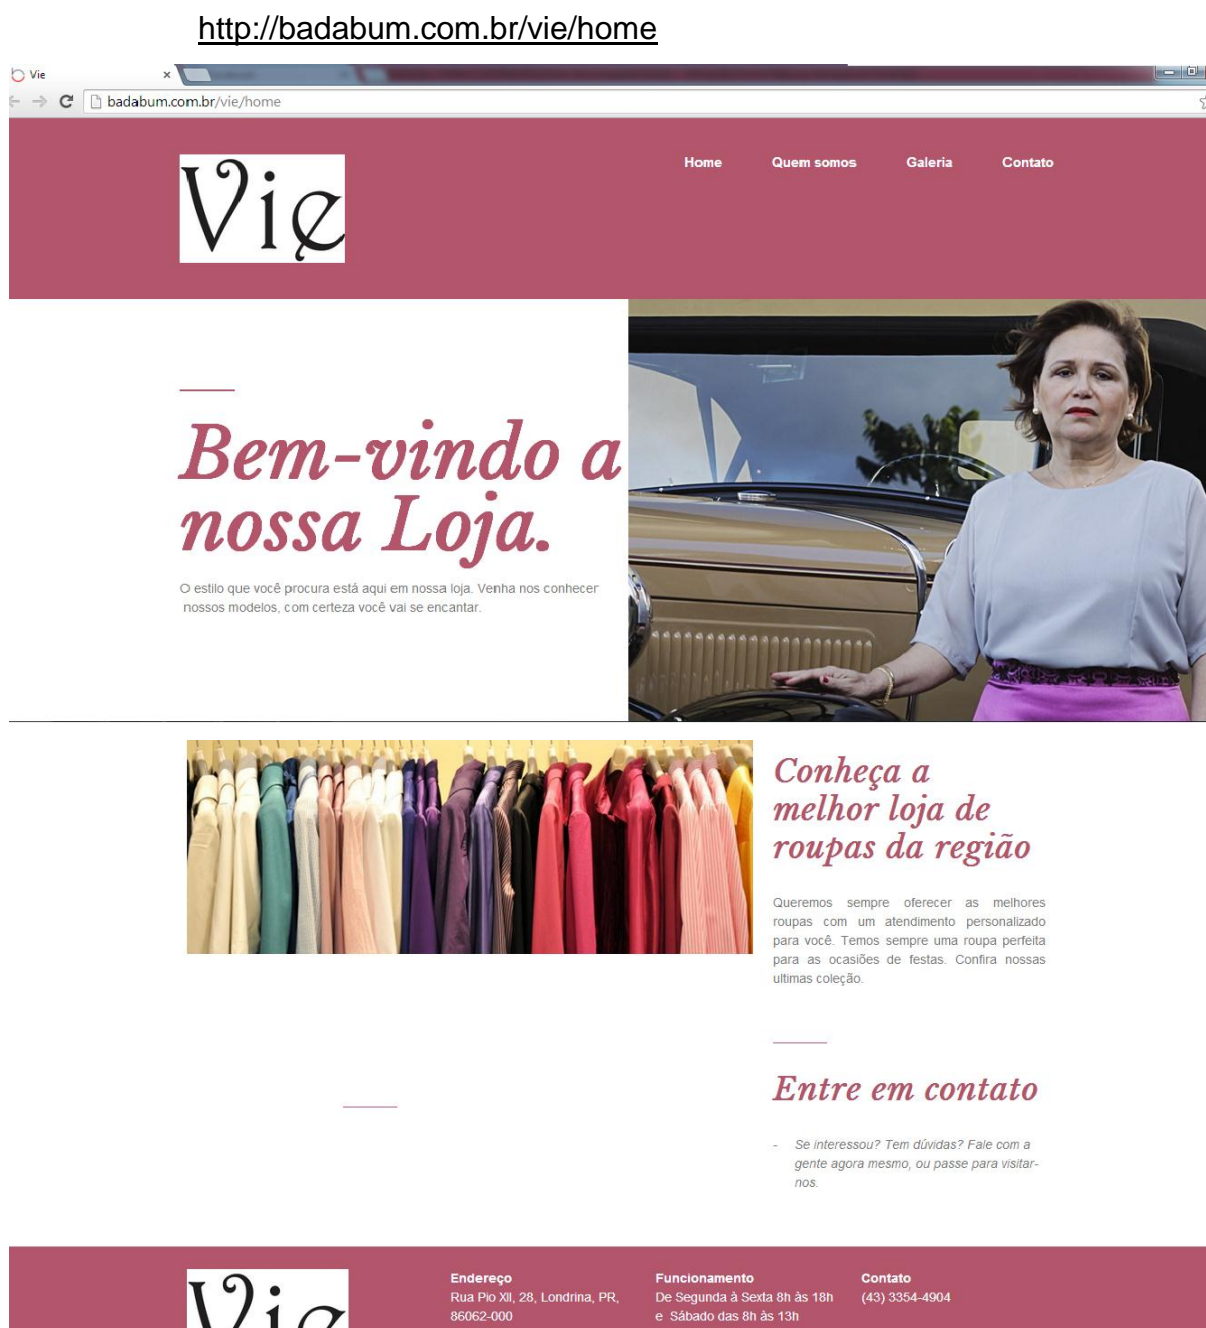 http://badabum.com.br/vie/home
Vie
badabum.com.br/vie/home
Vie
Home Quem somos Galeria Contato
Bem-vindo a
nossa Loja.
O estilo que você procura está aqui em nossa loja. Venha nos conhecer
nossos modelos, com certeza você vai se encantar.
Conheça a
melhor loja de
roupas da região
Queremos sempre oferecer as melhores
roupas com um atendimento personalizado
para você. Temos sempre uma roupa perfeita
para as ocasiões de festas. Confira nossas
ultimas coleção.
Entre em contato
- Se interessou? Tem dúvidas? Fale com a
gente agora mesmo, ou passe para visitar-
nos.
Vie
Endereço
Rua Pio XII, 28, Londrina, PR,
86062-000
Funcionamento
De Segunda à Sexta 8h às 18h
e Sábado das 8h às 13h
Contato
(43) 3354-4904